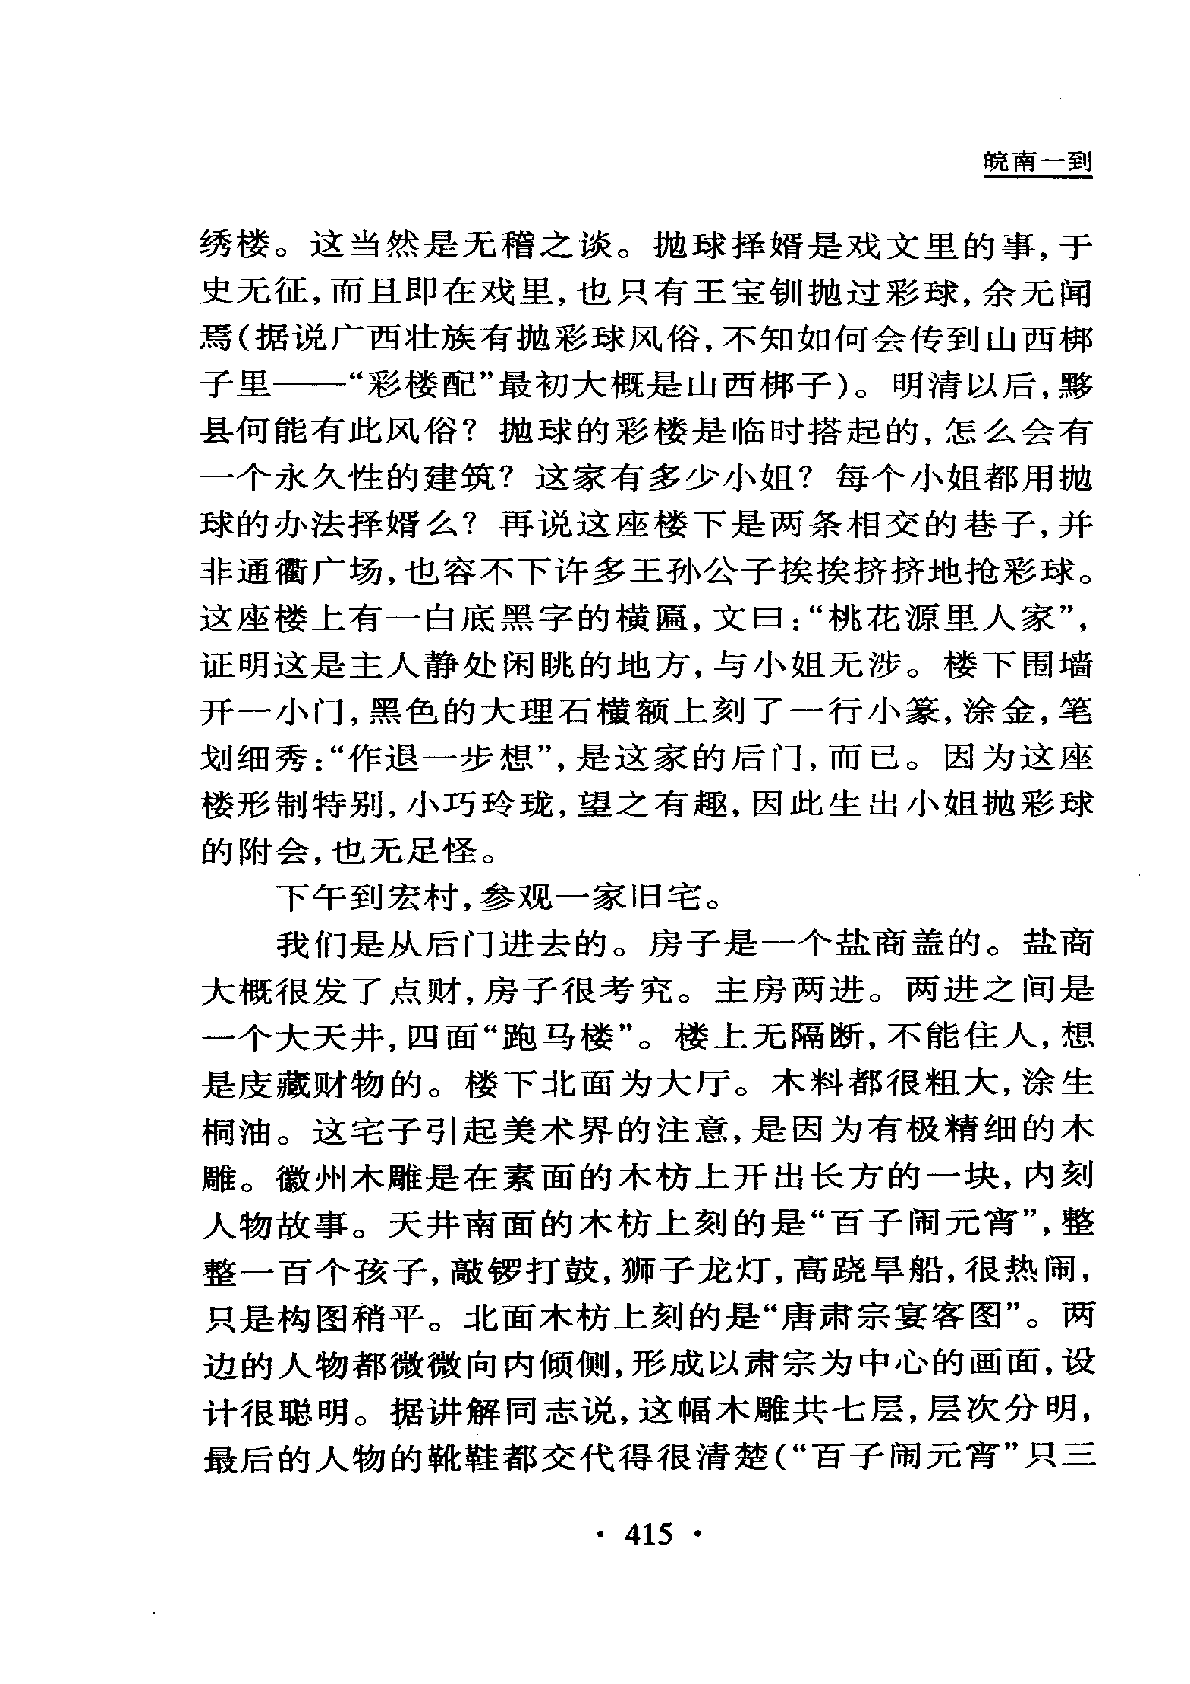 皖南一到
绣楼。这当然是无稽之谈。抛球择婿是戏文里的事,于
史无征,而且即在戏里,也只有王宝钏抛过彩球,余无闻
焉(据说广西壮族有抛彩球风俗,不知如何会传到山西梆
子里——“彩楼配”最初大概是山西梆子)。明清以后,黟
县何能有此风俗?抛球的彩楼是临时搭起的,怎么会有
一个永久性的建筑?这家有多少小姐?每个小姐都用抛
球的办法择婿么?再说这座楼下是两条相交的巷子,并
非通衢广场,也容不下许多王孙公子挨挨挤挤地抢彩球。
这座楼上有一白底黑字的横匾,文曰:“桃花源里人家”,
证明这是主人静处闲眺的地方,与小姐无涉。楼下围墙
开一小门,黑色的大理石横额上刻了一行小篆,涂金,笔
划细秀:“作退一步想”,是这家的后门,而已。因为这座
楼形制特别,小巧玲珑,望之有趣,因此生出小姐抛彩球
的附会,也无足怪。
下午到宏村,参观一家旧宅。
我们是从后门进去的。房子是一个盐商盖的。盐商
大概很发了点财,房子很考究。主房两进。两进之间是
一个大天井,四面“跑马楼”。楼上无隔断,不能住人,想
是庋藏财物的。楼下北面为大厅。木料都很粗大,涂生
桐油。这宅子引起美术界的注意,是因为有极精细的木
雕。徽州木雕是在素面的木枋上开出长方的一块,内刻
人物故事。天井南面的木枋上刻的是“百子闹元宵”,整
整一百个孩子,敲锣打鼓,狮子龙灯,高跷旱船,很热闹,
只是构图稍平。北面木枋上刻的是“唐肃宗宴客图”。两
边的人物都微微向内倾侧,形成以肃宗为中心的画面,设
计很聪明。据讲解同志说,这幅木雕共七层,层次分明,
最后的人物的靴鞋都交代得很清楚(“百子闹元宵”只三
· 415 ·